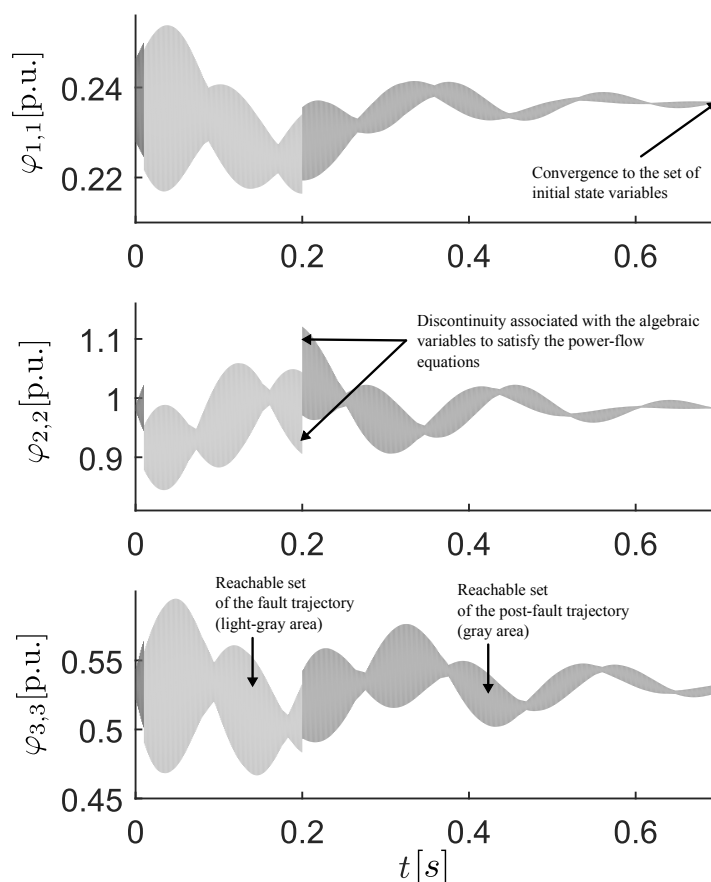 φ1,1[p.u.]
0.24
0.22
Convergence to the set of
initial state variables
0 0.2 0.4 0.6
φ2,2[p.u.]
1.1
1
0.9
Discontinuity associated with the algebraic
variables to satisfy the power-flow
equations
0 0.2 0.4 0.6
φ3,3[p.u.]
0.55
0.5
0.45
Reachable set
of the fault trajectory
(light-gray area)
Reachable set
of the post-fault trajectory
(gray area)
0 0.2 0.4 0.6
t[s]